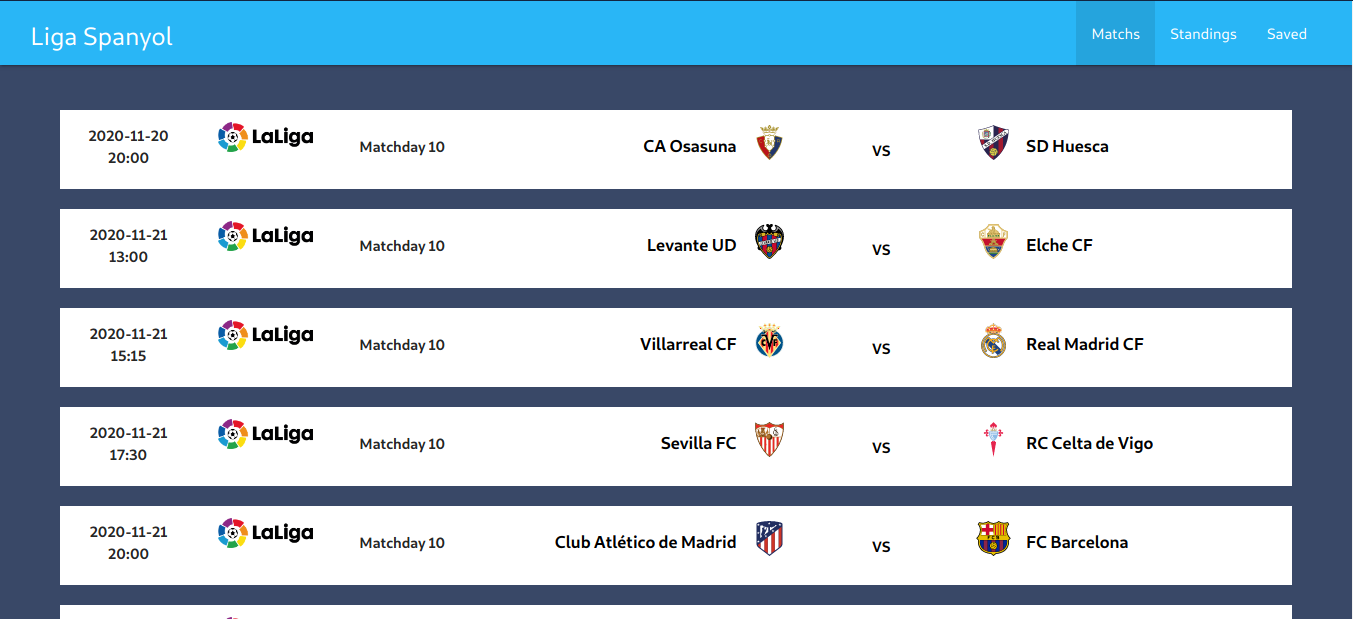 Liga Spanyol
Matchs
Standings
Saved
2020-11-20
20:00
LaLiga
Matchday 10
CA Osasuna
vs
SD Huesca
2020-11-21
13:00
LaLiga
Matchday 10
Levante UD
vs
Elche CF
2020-11-21
15:15
LaLiga
Matchday 10
Villarreal CF
vs
Real Madrid CF
2020-11-21
17:30
LaLiga
Matchday 10
Sevilla FC
vs
RC Celta de Vigo
2020-11-21
20:00
LaLiga
Matchday 10
Club Atlético de Madrid
vs
FC Barcelona